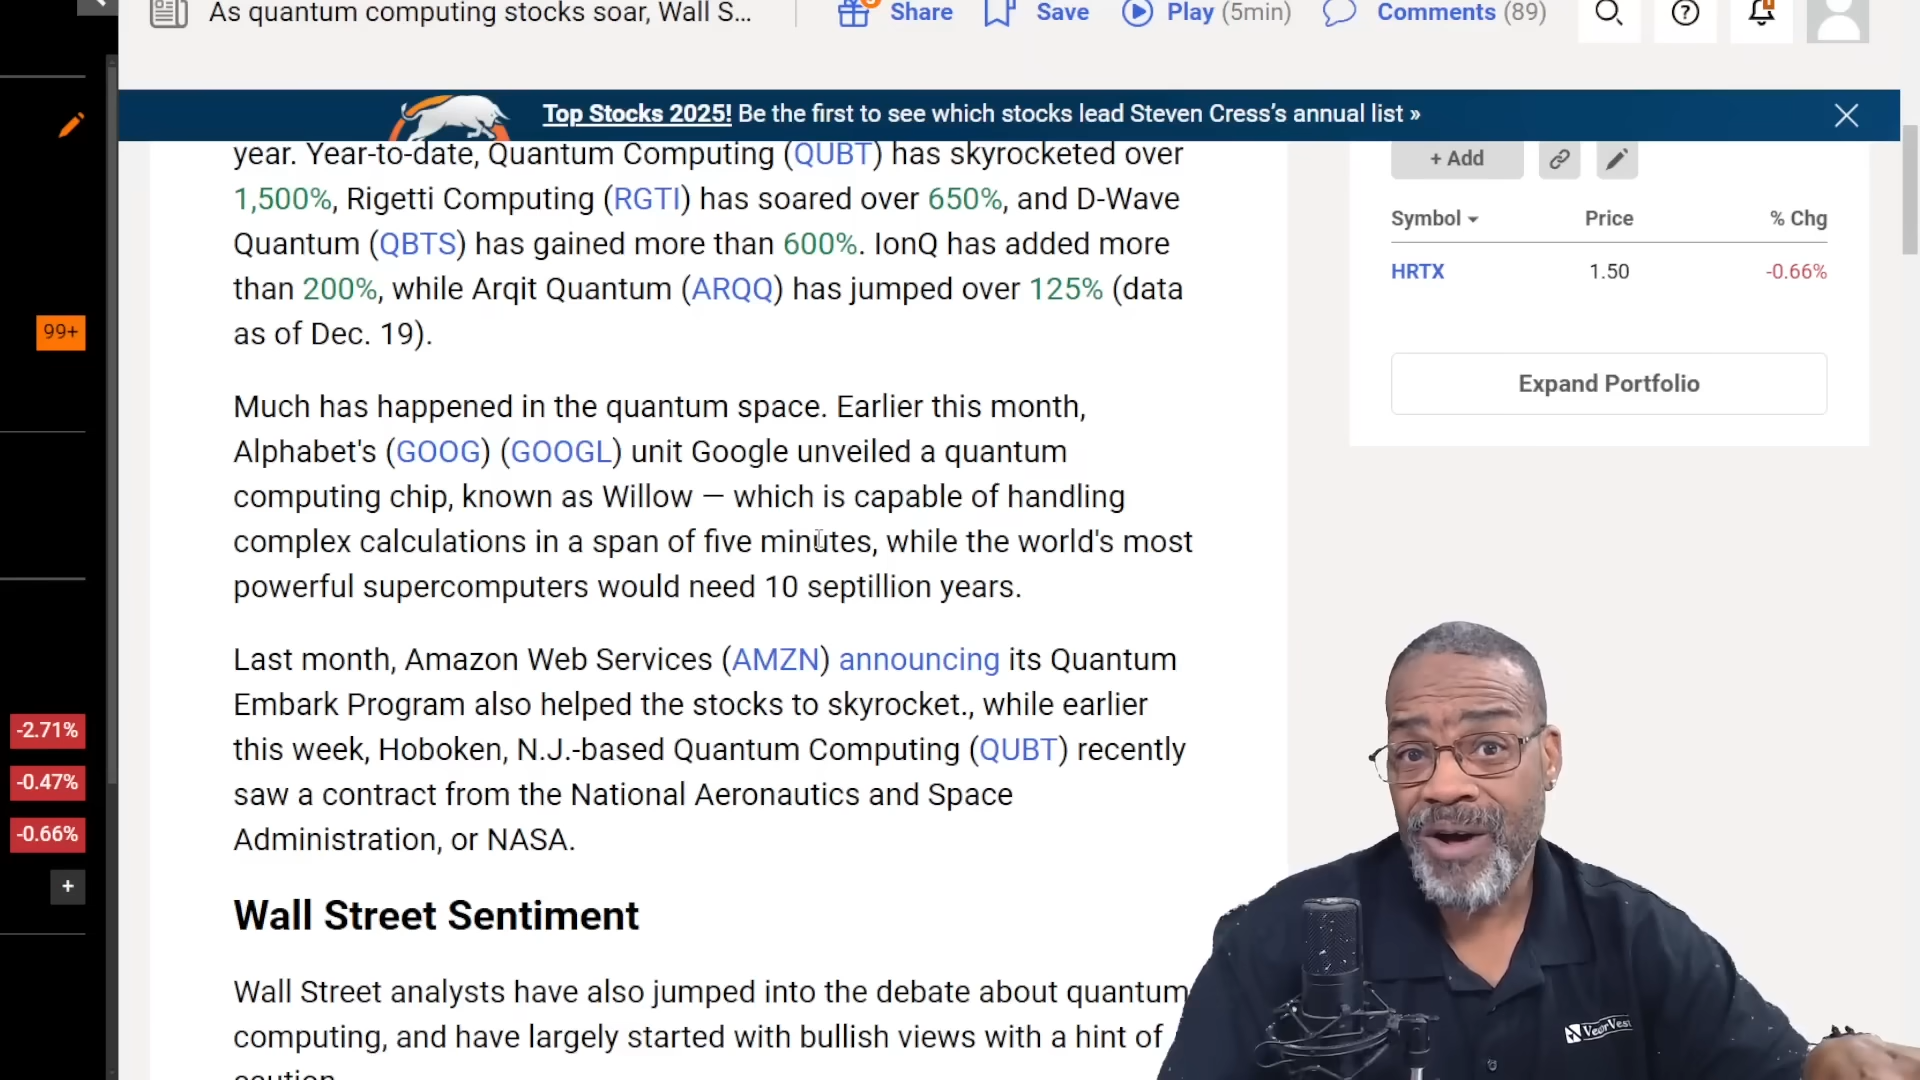 As quantum computing stocks soar, Wall S...
Share
Save
Play (5min)
Comments (89)
Top Stocks 2025! Be the first to see which stocks lead Steven Cress's annual list »
year. Year-to-date, Quantum Computing (QUBT) has skyrocketed over
1,500%, Rigetti Computing (RGTI) has soared over 650%, and D-Wave
Quantum (QBTS) has gained more than 600%. IonQ has added more
than 200%, while Arqit Quantum (ARQQ) has jumped over 125% (data
as of Dec. 19).
Much has happened in the quantum space. Earlier this month,
Alphabet's (GOOG) (GOOGL) unit Google unveiled a quantum
computing chip, known as Willow — which is capable of handling
complex calculations in a span of five minutes, while the world's most
powerful supercomputers would need 10 septillion years.
Last month, Amazon Web Services (AMZN) announcing its Quantum
Embark Program also helped the stocks to skyrocket., while earlier
this week, Hoboken, N.J.-based Quantum Computing (QUBT) recently
saw a contract from the National Aeronautics and Space
Administration, or NASA.
Wall Street Sentiment
Wall Street analysts have also jumped into the debate about quantum
computing, and have largely started with bullish views with a hint of
caution
+ Add
Symbol Price % Chg
HRTX 1.50 -0.66%
Expand Portfolio
99+
-2.71%
-0.47%
-0.66%
+
VectorVest